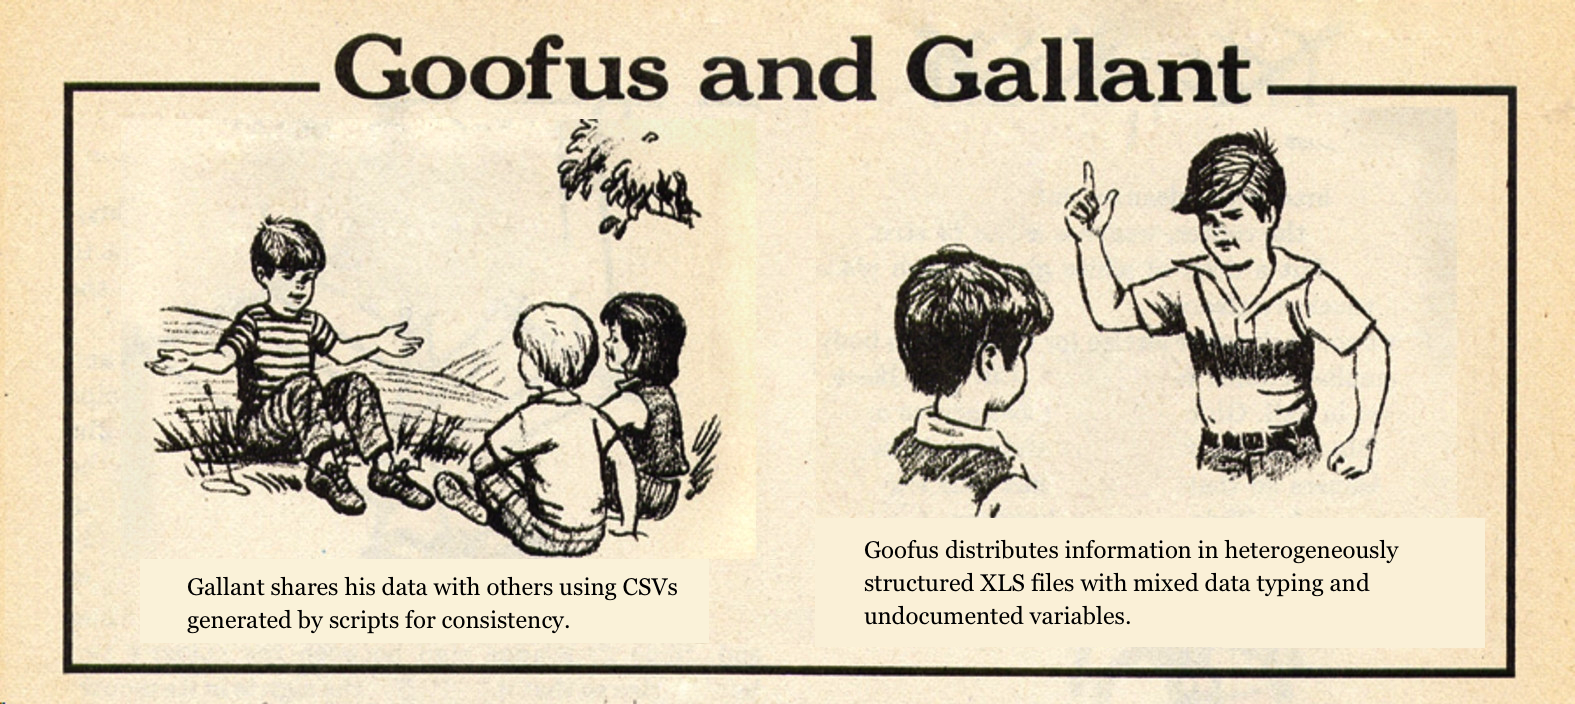 Goofus and Gallant
Gallant shares his data with others using CSVs
generated by scripts for consistency.
Goofus distributes information in heterogeneously
structured XLS files with mixed data typing and
undocumented variables.